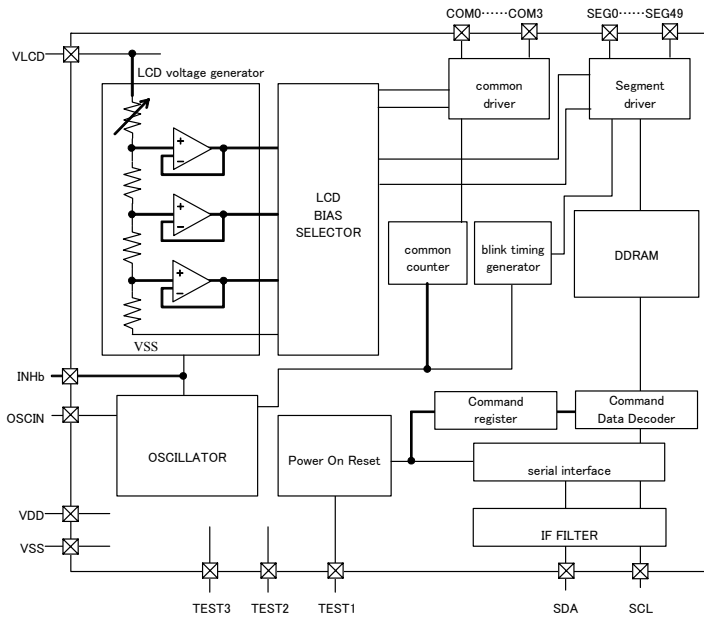 COM0……COM3
SEG0……SEG49
VLCD
LCD voltage generator
common
driver
Segment
driver
+
−
+
−
+
−
LCD
BIAS
SELECTOR
common
counter
blink timing
generator
DDRAM
VSS
INHb
OSCIN
OSCILLATOR
Power On Reset
Command
register
Command
Data Decoder
serial interface
IF FILTER
VDD
VSS
TEST3
TEST2
TEST1
SDA
SCL